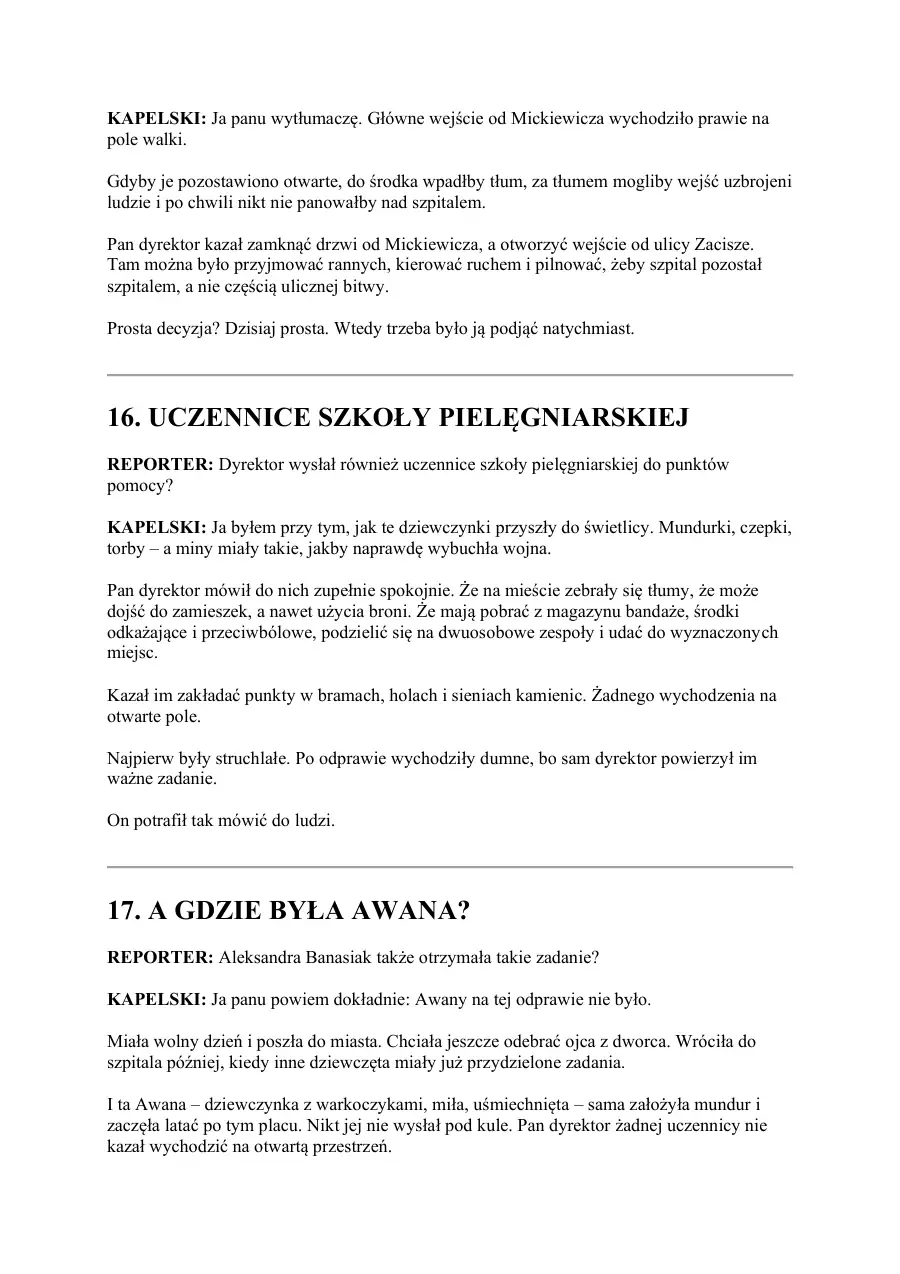 KAPELSKI: Ja panu wytłumaczę. Główne wejście od Mickiewicza wychodziło prawie na
pole walki.
Gdyby je pozostawiono otwarte, do środka wpadłby tłum, za tłumem mogliby wejść uzbrojeni
ludzie i po chwili nikt nie panowałby nad szpitalem.
Pan dyrektor kazał zamknąć drzwi od Mickiewicza, a otworzyć wejście od ulicy Zacisze.
Tam można było przyjmować rannych, kierować ruchem i pilnować, żeby szpital pozostał
szpitalem, a nie częścią ulicznej bitwy.
Prosta decyzja? Dzisiaj prosta. Wtedy trzeba było ją podjąć natychmiast.
16. UCZENNICE SZKOŁY PIELĘGNIARSKIEJ
REPORTER: Dyrektor wysłał również uczennice szkoły pielęgniarskiej do punktów
pomocy?
KAPELSKI: Ja byłem przy tym, jak te dziewczynki przyszły do świetlicy. Mundurki, czepki,
torby – a miny miały takie, jakby naprawdę wybuchła wojna.
Pan dyrektor mówił do nich zupełnie spokojnie. Że na mieście zebrały się tłumy, że może
dojść do zamieszek, a nawet użycia broni. Że mają pobrać z magazynu bandaże, środki
odkażające i przeciwbólowe, podzielić się na dwuosobowe zespoły i udać do wyznaczonych
miejsc.
Kazał im zakładać punkty w bramach, holach i sieniach kamienic. Żadnego wychodzenia na
otwarte pole.
Najpierw były struchlałe. Po odprawie wychodziły dumne, bo sam dyrektor powierzył im
ważne zadanie.
On potrafił tak mówić do ludzi.
17. A GDZIE BYŁA AWANA?
REPORTER: Aleksandra Banasiak także otrzymała takie zadanie?
KAPELSKI: Ja panu powiem dokładnie: Awany na tej odprawie nie było.
Miała wolny dzień i poszła do miasta. Chciała jeszcze odebrać ojca z dworca. Wróciła do
szpitala później, kiedy inne dziewczęta miały już przydzielone zadania.
I ta Awana – dziewczynka z warkoczykami, miła, uśmiechnięta – sama założyła mundur i
zaczęła latać po tym placu. Nikt jej nie wysłał pod kule. Pan dyrektor żadnej uczennicy nie
kazał wychodzić na otwartą przestrzeń.